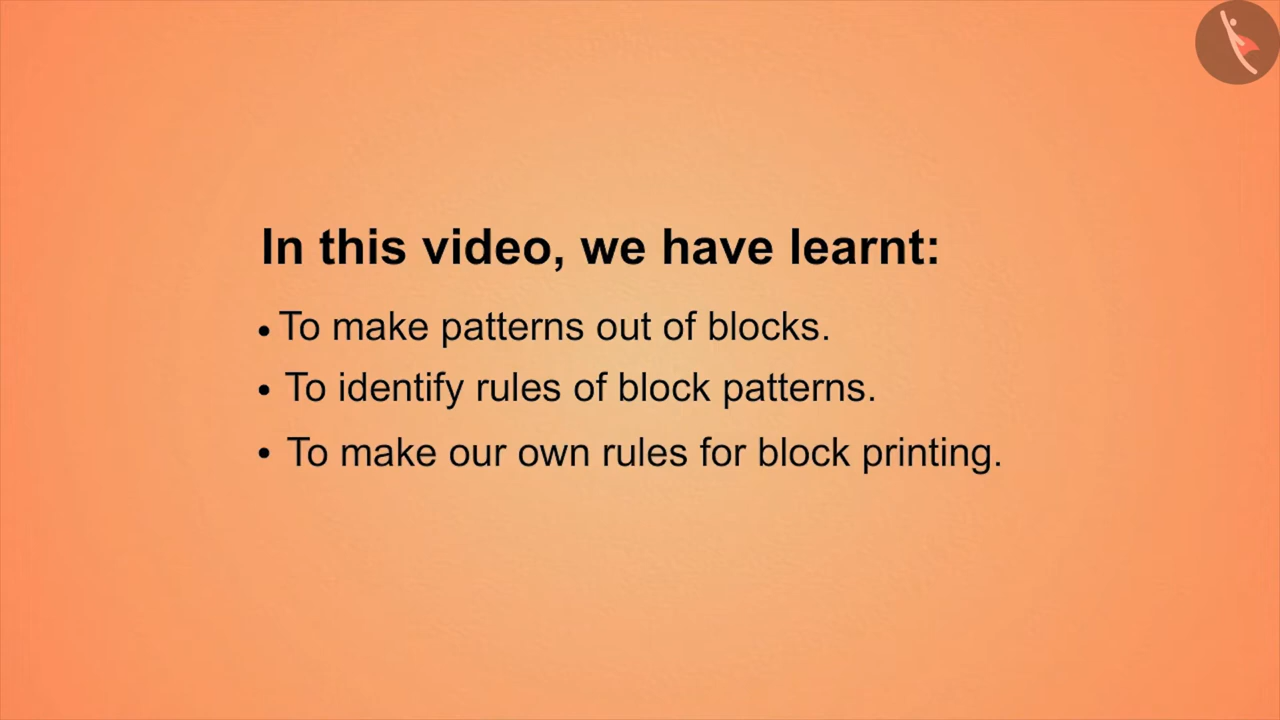 In this video, we have learnt:
• To make patterns out of blocks.
• To identify rules of block patterns.
• To make our own rules for block printing.